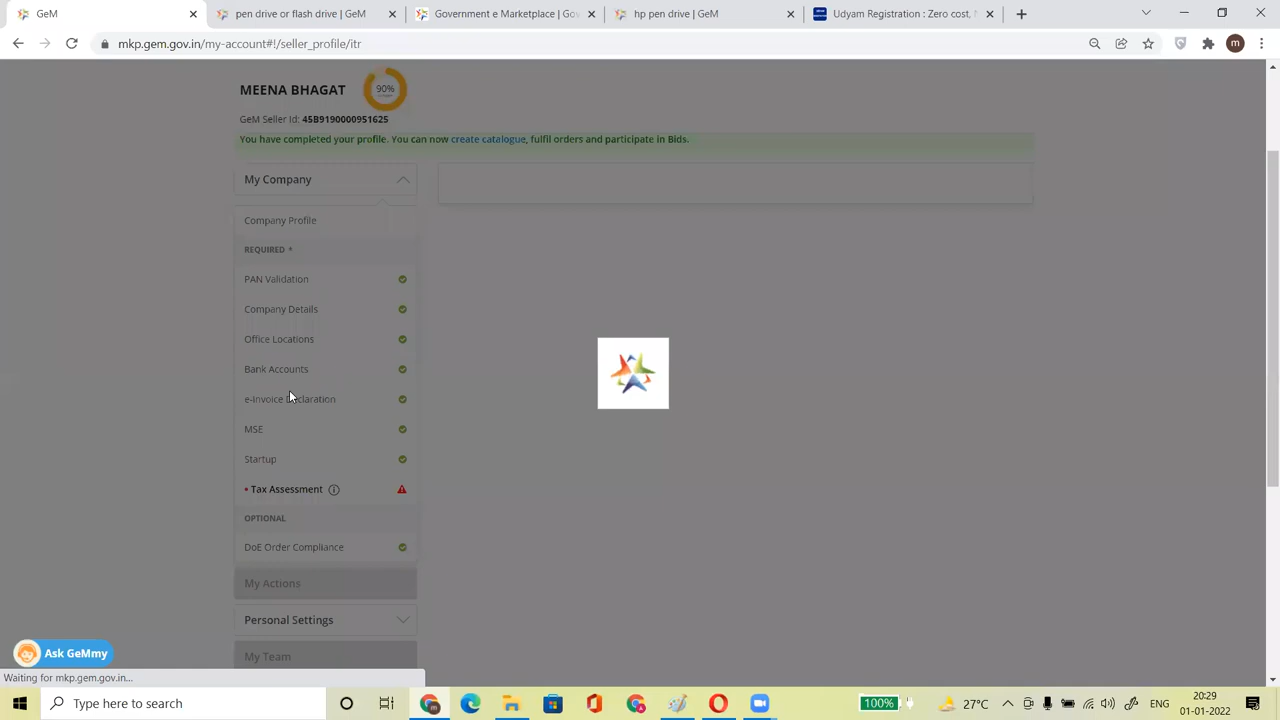 GeM
pen drive or flash drive | GeM
Government e Marketplace | Gov
hp pen drive | GeM
Udyam Registration : Zero cost,
mkp.gem.gov.in/my-account#!/seller_profile/itr
m
MEENA BHAGAT
90%
GeM Seller Id: 45B9190000951625
You have completed your profile. You can now create catalogue, fulfil orders and participate in Bids.
My Company
Company Profile
REQUIRED *
PAN Validation
Company Details
Office Locations
Bank Accounts
e-Invoice Declaration
MSE
Startup
• Tax Assessment
OPTIONAL
DoE Order Compliance
My Actions
Personal Settings
Ask GeMmy
My Team
Waiting for mkp.gem.gov.in...
Type here to search
100%
27°C
ENG
20:29
01-01-2022